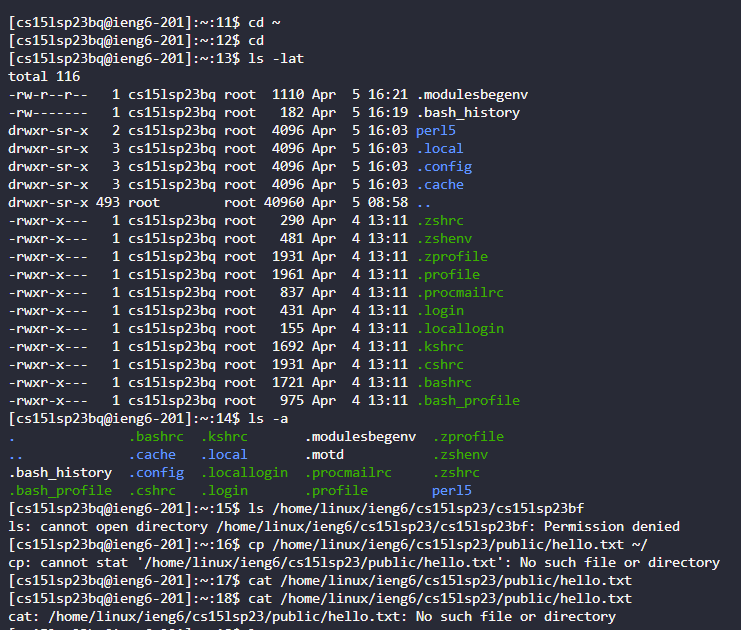 [cs15lsp23bq@ieng6-201]:~:11$ cd ~
[cs15lsp23bq@ieng6-201]:~:12$ cd
[cs15lsp23bq@ieng6-201]:~:13$ ls -lat
total 116
-rw-r--r--   1 cs15lsp23bq root  1110 Apr  5 16:21 .modulesbegenv
-rw-------   1 cs15lsp23bq root   182 Apr  5 16:19 .bash_history
drwxr-sr-x   2 cs15lsp23bq root  4096 Apr  5 16:03 perl5
drwxr-sr-x   3 cs15lsp23bq root  4096 Apr  5 16:03 .local
drwxr-sr-x   3 cs15lsp23bq root  4096 Apr  5 16:03 .config
drwxr-sr-x   3 cs15lsp23bq root  4096 Apr  5 16:03 .cache
drwxr-sr-x 493 root        root 40960 Apr  5 08:58 ..
-rwxr-x---   1 cs15lsp23bq root   290 Apr  4 13:11 .zshrc
-rwxr-x---   1 cs15lsp23bq root   481 Apr  4 13:11 .zshenv
-rwxr-x---   1 cs15lsp23bq root  1931 Apr  4 13:11 .zprofile
-rwxr-x---   1 cs15lsp23bq root  1961 Apr  4 13:11 .profile
-rwxr-x---   1 cs15lsp23bq root   837 Apr  4 13:11 .procmailrc
-rwxr-x---   1 cs15lsp23bq root   431 Apr  4 13:11 .login
-rwxr-x---   1 cs15lsp23bq root   155 Apr  4 13:11 .locallogin
-rwxr-x---   1 cs15lsp23bq root  1692 Apr  4 13:11 .kshrc
-rwxr-x---   1 cs15lsp23bq root  1931 Apr  4 13:11 .cshrc
-rwxr-x---   1 cs15lsp23bq root  1721 Apr  4 13:11 .bashrc
-rwxr-x---   1 cs15lsp23bq root   975 Apr  4 13:11 .bash_profile
[cs15lsp23bq@ieng6-201]:~:14$ ls -a
.              .bashrc  .kshrc       .modulesbegenv  .zprofile
..             .cache   .local       .motd           .zshenv
.bash_history  .config  .locallogin  .procmailrc     .zshrc
.bash_profile  .cshrc   .login       .profile        perl5
[cs15lsp23bq@ieng6-201]:~:15$ ls /home/linux/ieng6/cs15lsp23/cs15lsp23bf
ls: cannot open directory /home/linux/ieng6/cs15lsp23/cs15lsp23bf: Permission denied
[cs15lsp23bq@ieng6-201]:~:16$ cp /home/linux/ieng6/cs15lsp23/public/hello.txt ~/
cp: cannot stat '/home/linux/ieng6/cs15lsp23/public/hello.txt': No such file or directory
[cs15lsp23bq@ieng6-201]:~:17$ cat /home/linux/ieng6/cs15lsp23/public/hello.txt
[cs15lsp23bq@ieng6-201]:~:18$ cat /home/linux/ieng6/cs15lsp23/public/hello.txt
cat: /home/linux/ieng6/cs15lsp23/public/hello.txt: No such file or directory